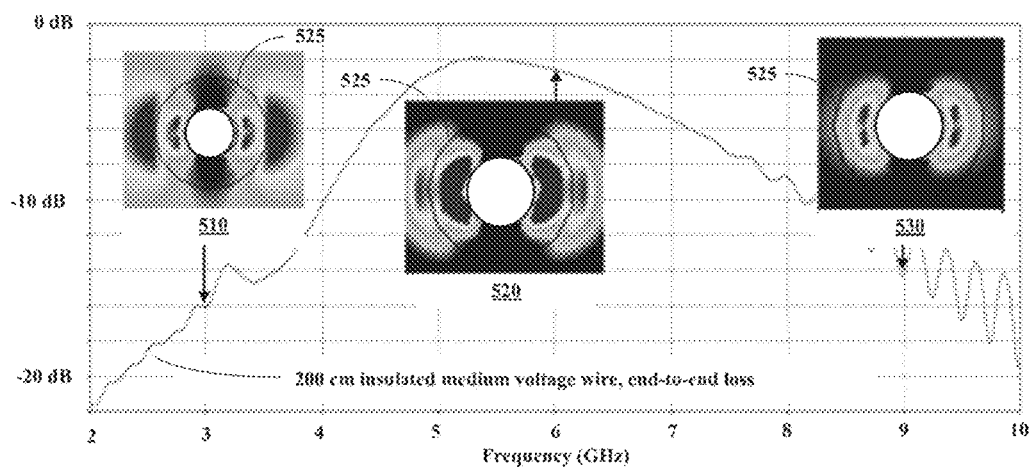 0 dB
525
525
525
-10 dB
510
520
530
-20 dB
200 cm insulated medium voltage wire, end-to-end loss
2 3 4 5 6 7 8 9 10
Frequency (GHz)